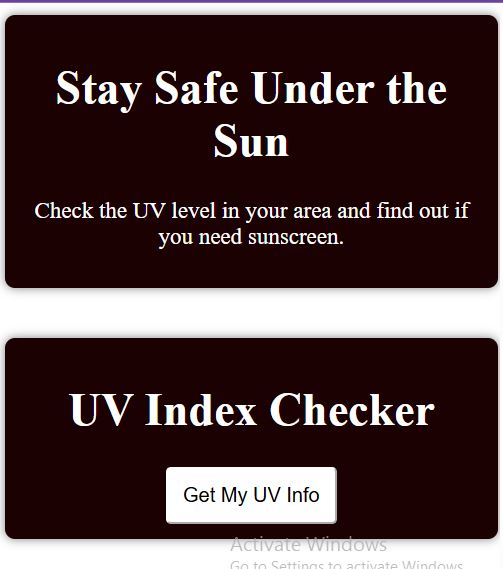 Stay Safe Under the
Sun
Check the UV level in your area and find out if
you need sunscreen.
UV Index Checker
Get My UV Info
Activate Windows
Go to Settings to activate Windows.